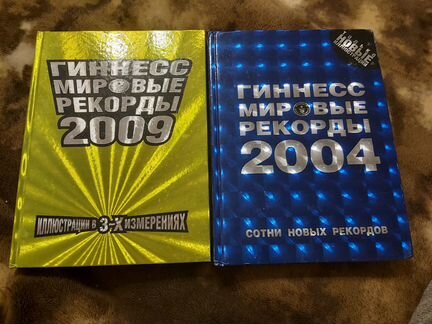 ГИННЕСС
МИРОВЫЕ
РЕКОРДЫ
2009
ИЛЛЮСТРАЦИИ В 3-Х ИЗМЕРЕНИЯХ
НОВЫЕ
ГИННЕСС
МИРОВЫЕ
РЕКОРДЫ
2004
СОТНИ НОВЫХ РЕКОРДОВ